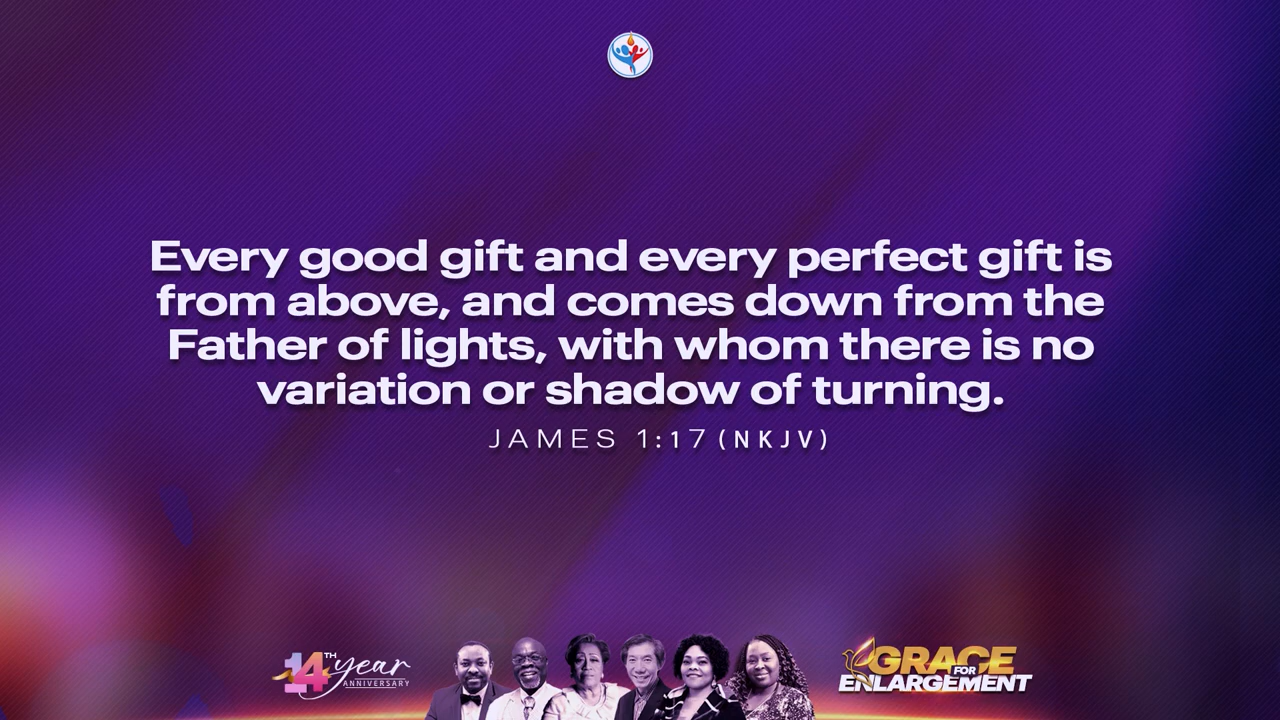 Every good gift and every perfect gift is
from above, and comes down from the
Father of lights, with whom there is no
variation or shadow of turning.
JAMES 1:17 (NKJV)
14TH year
ANNIVERSARY
GRACE
FOR
ENLARGEMENT